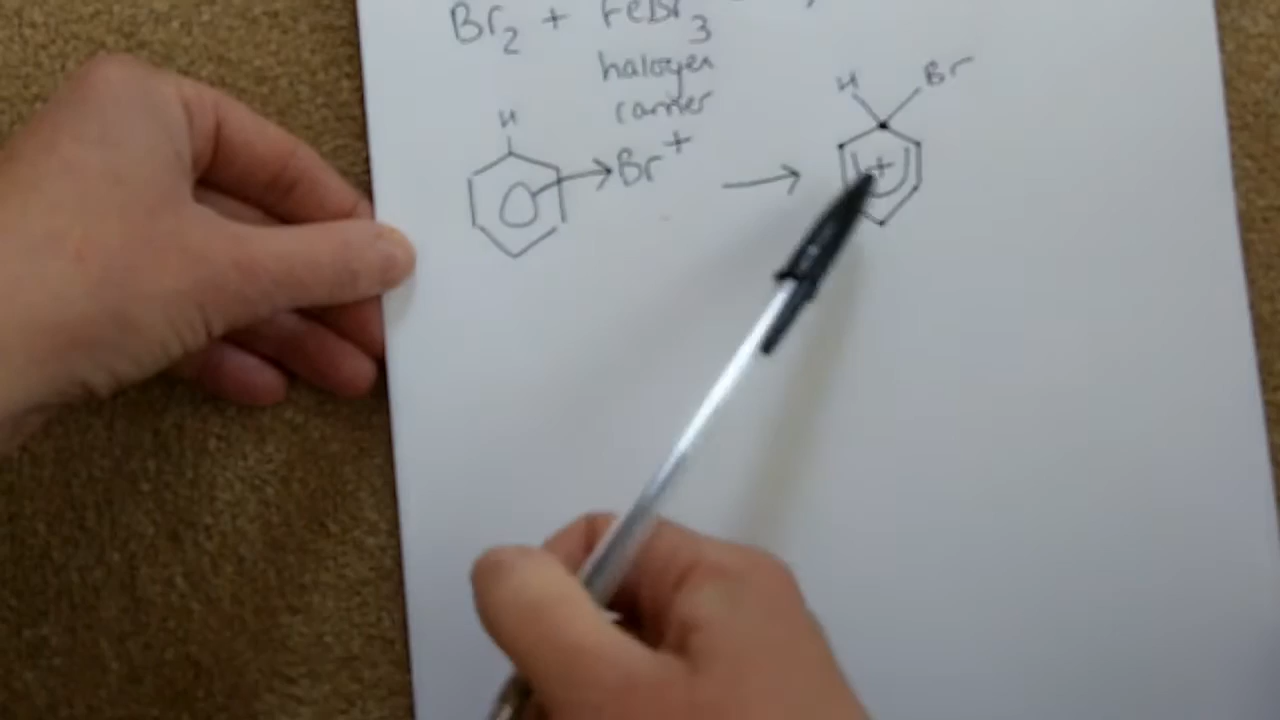 Br2 + FeBr3
halogen
carrier
H
Br+
H Br
+